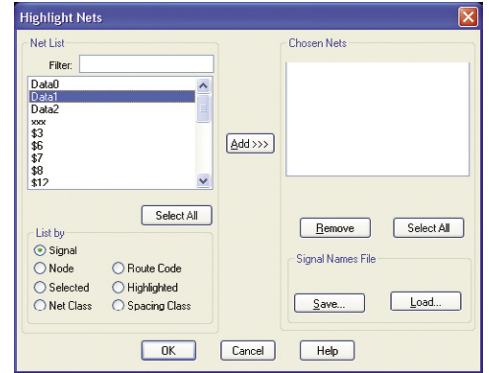 Highlight Nets
Net List
Filter:
Data0
Data1
Data2
xxx
$3
$6
$7
$8
$12
Select All
List by
Signal
Node
Route Code
Selected
Highlighted
Net Class
Spacing Class
Add >>>
Chosen Nets
Remove
Select All
Signal Names File
Save...
Load...
OK
Cancel
Help